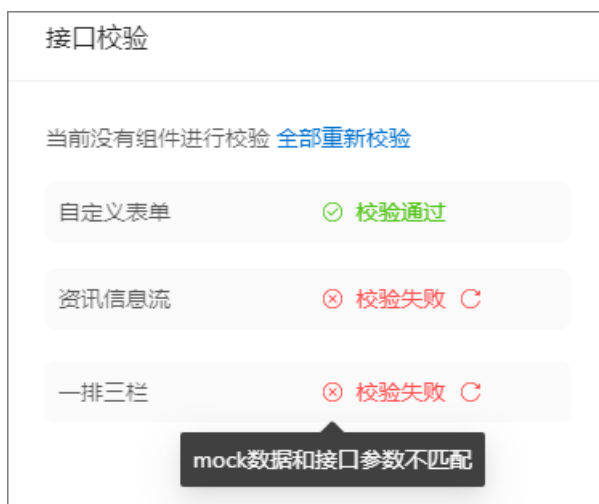 接口校验
当前没有组件进行校验 全部重新校验
自定义表单 校验通过
资讯信息流 校验失败
一排三栏 校验失败
mock数据和接口参数不匹配